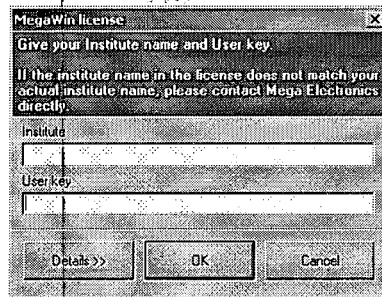 MegaWin license
Give your Institute name and User key.
If the institute name in the license does not match your
actual institute name, please contact Mega Electronics
directly.
Institute
User key
Details >>
OK
Cancel